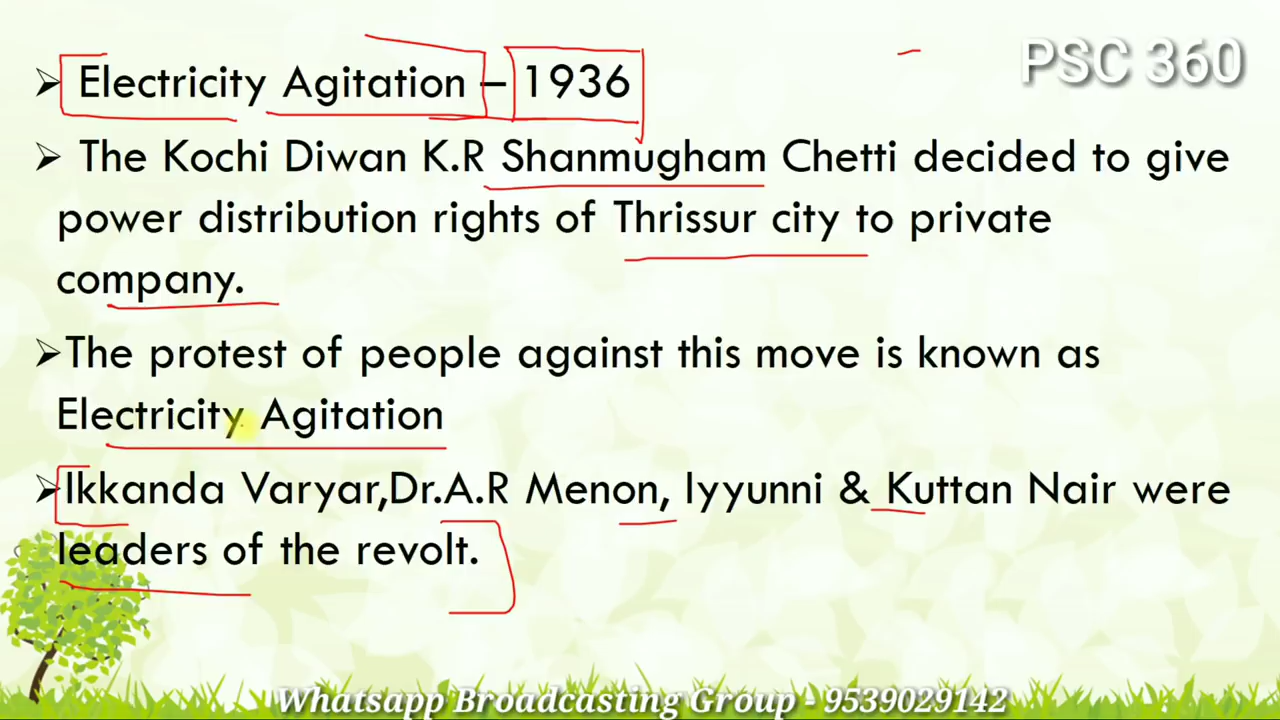 PSC 360
➢ Electricity Agitation – 1936
➢ The Kochi Diwan K.R Shanmugham Chetti decided to give
power distribution rights of Thrissur city to private
company.
➢The protest of people against this move is known as
Electricity Agitation
➢Ikkanda Varyar,Dr.A.R Menon, Iyyunni & Kuttan Nair were
leaders of the revolt.
Whatsapp Broadcasting Group - 9539029142